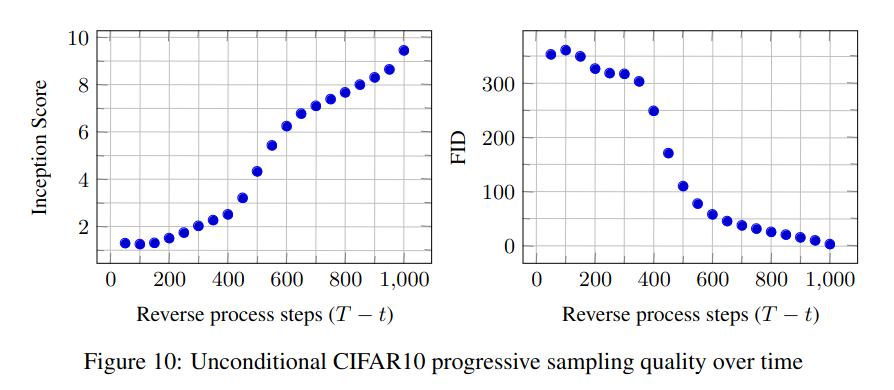 Inception Score
10
8
6
4
2
0 200 400 600 800 1,000
Reverse process steps (T − t)
FID
300
200
100
0
0 200 400 600 800 1,000
Reverse process steps (T − t)
Figure 10: Unconditional CIFAR10 progressive sampling quality over time